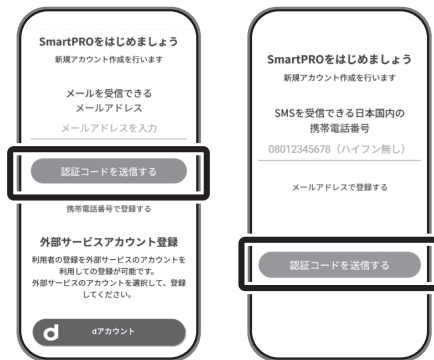 SmartPROをはじめましょう
新規アカウント作成を行います
メールを受信できる
メールアドレス
メールアドレスを入力
認証コードを送信する
携帯電話番号で登録する
外部サービスアカウント登録
利用者の登録を外部サービスのアカウントを
利用しての登録が可能です。
外部サービスのアカウントを選択して、登録
してください。
d dアカウント
SmartPROをはじめましょう
新規アカウント作成を行います
SMSを受信できる日本国内の
携帯電話番号
08012345678（ハイフン無し）
メールアドレスで登録する
認証コードを送信する